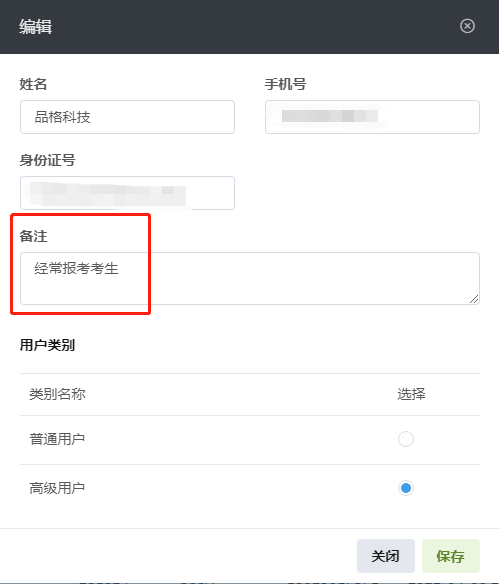 编辑
姓名
手机号
品格科技
身份证号
备注
经常报考考生
用户类别
类别名称
选择
普通用户
高级用户
关闭
保存